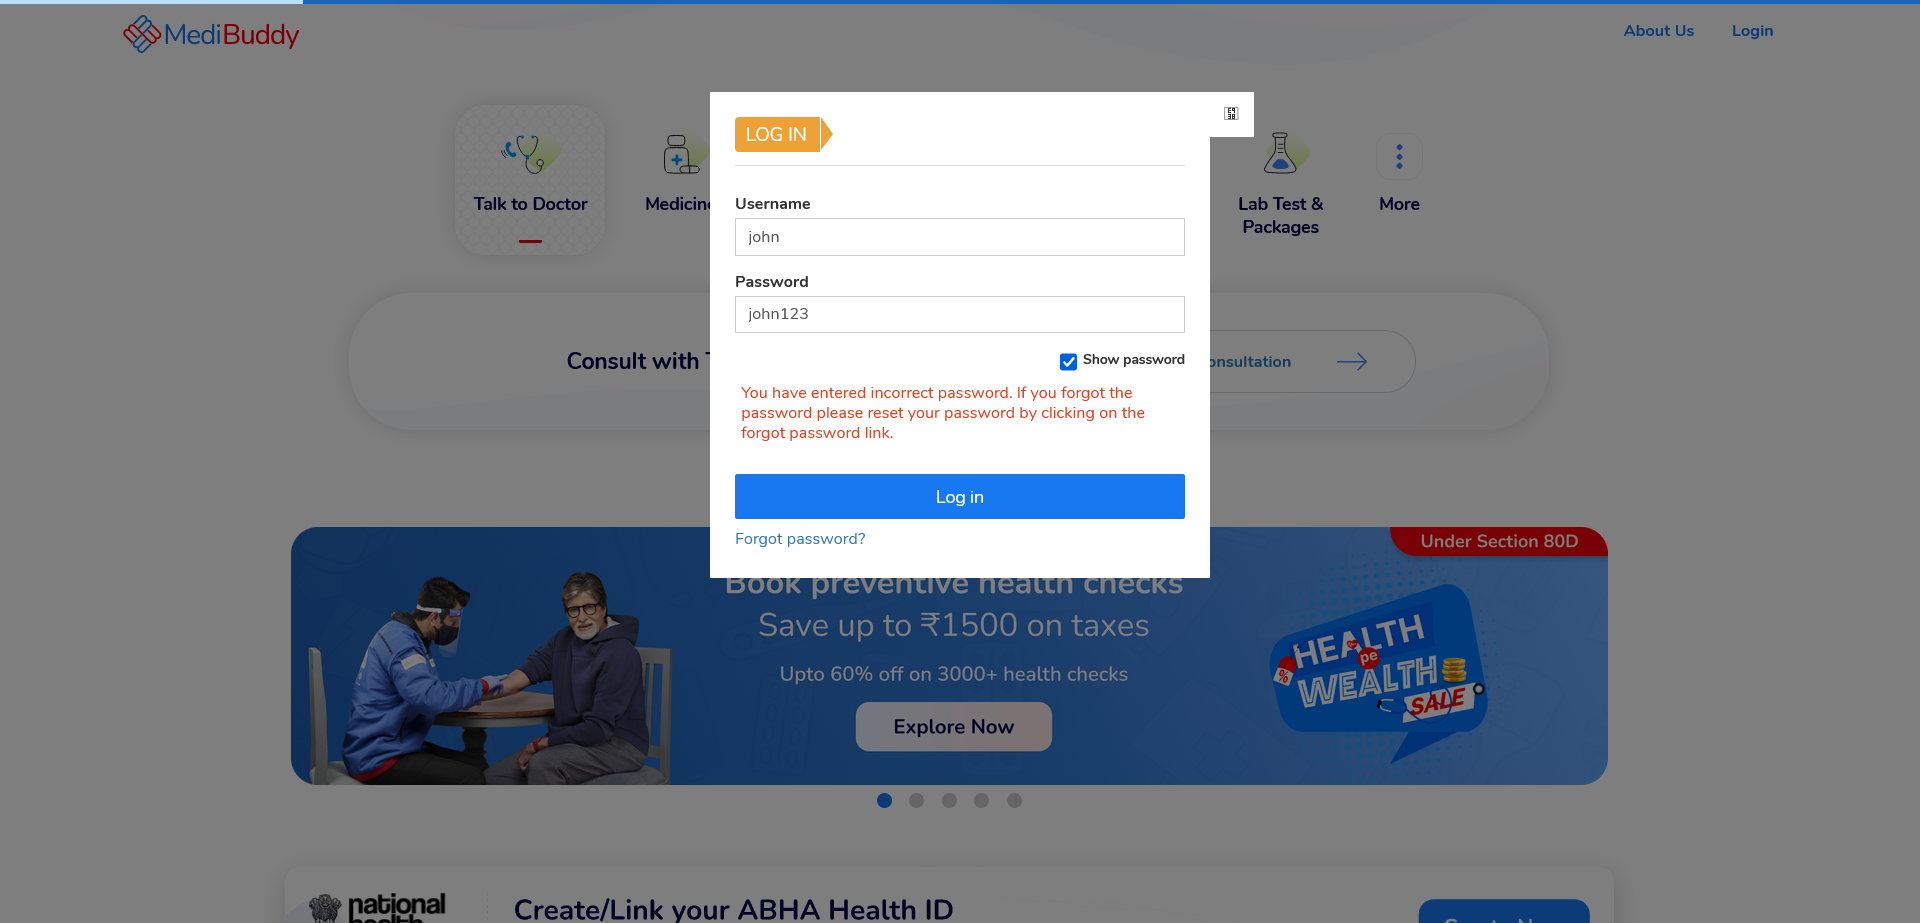 MediBuddy
About Us
Login
LOG IN
Talk to Doctor
Medicine
Lab Test &
Packages
More
Username
john
Password
john123
Show password
Consult with
onsultation
You have entered incorrect password. If you forgot the
password please reset your password by clicking on the
forgot password link.
Log in
Forgot password?
Under Section 80D
Book preventive health checks
Save up to ₹1500 on taxes
Upto 60% off on 3000+ health checks
Explore Now
HEALTH
pe
WEALTH
%
SALE
national
health
Create/Link your ABHA Health ID